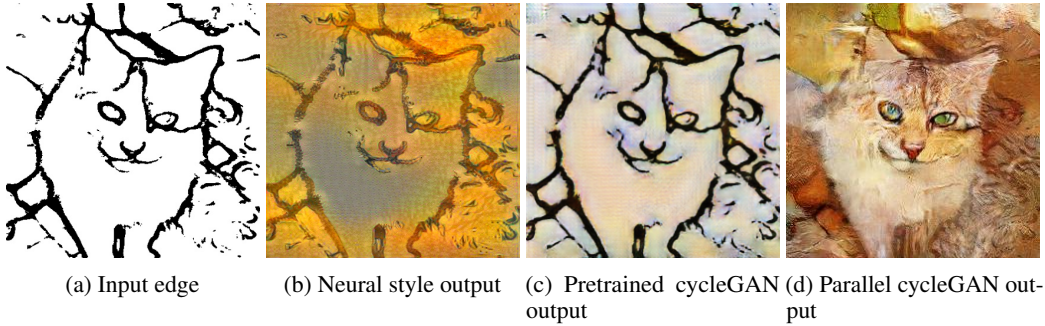 (a) Input edge
(b) Neural style output
(c) Pretrained cycleGAN
output
(d) Parallel cycleGAN out-
put